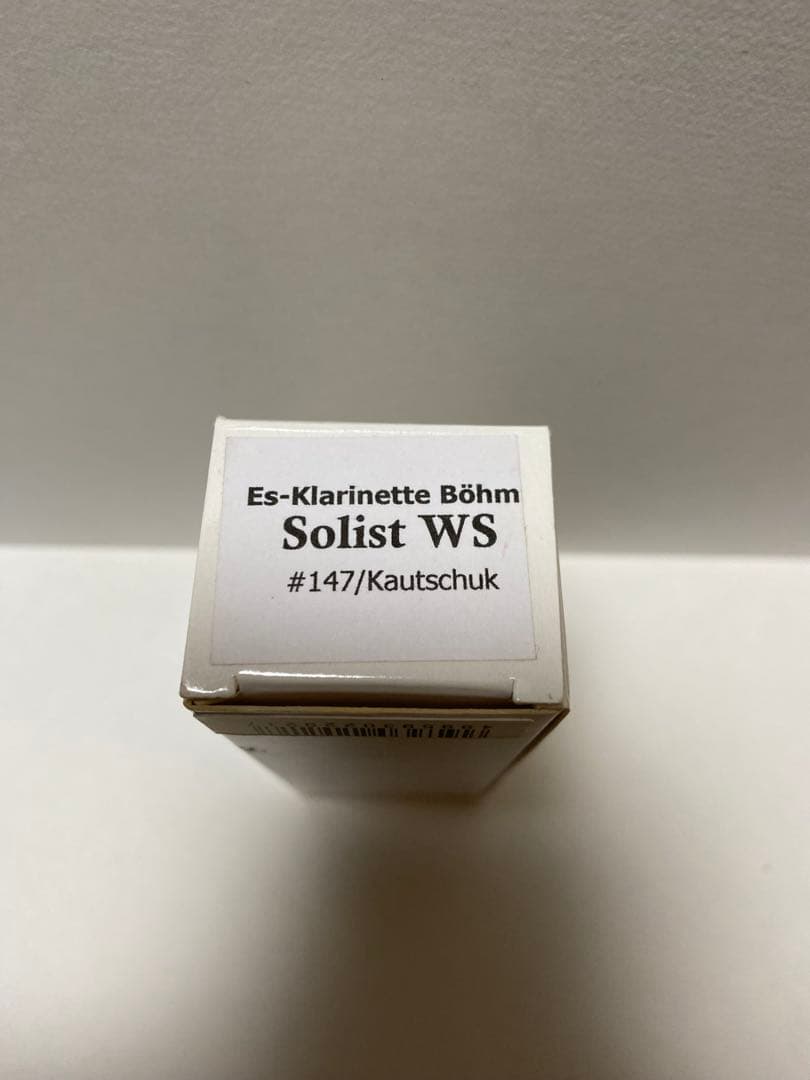 Es-Klarinette Böhm
Solist WS
#147/Kautschuk